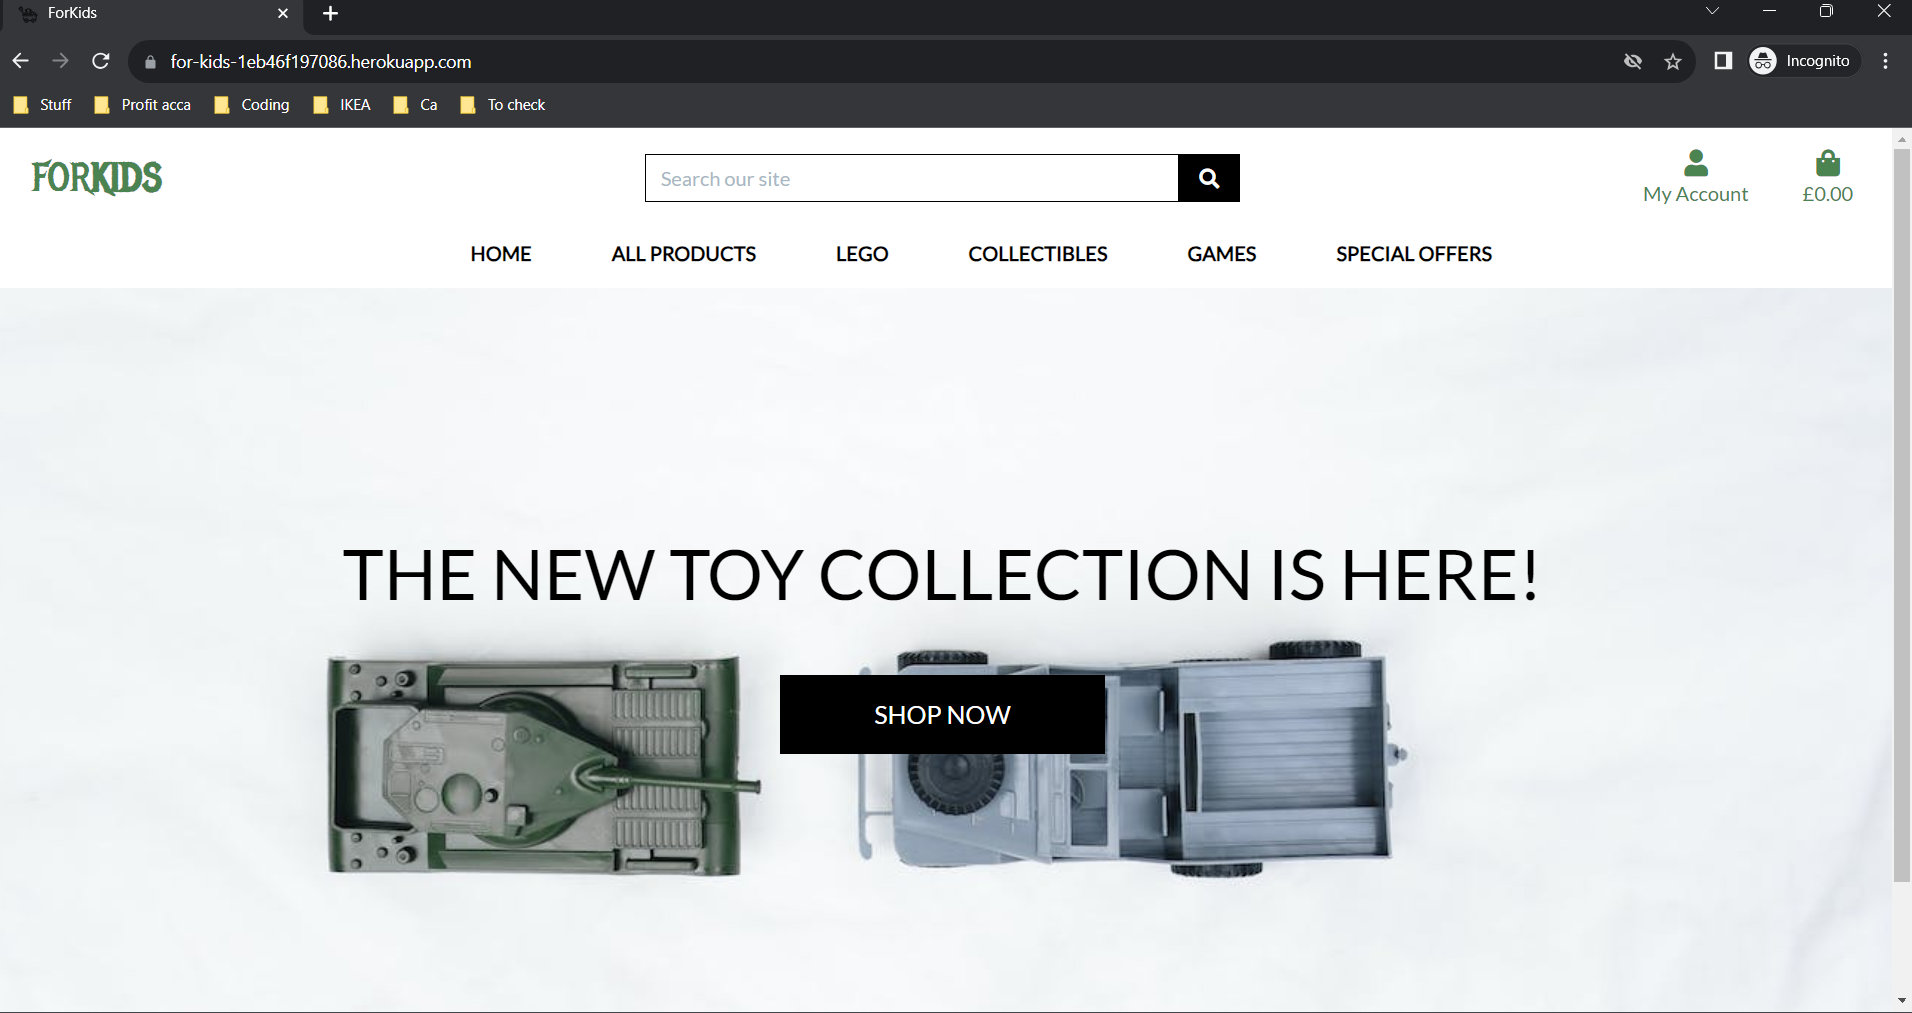 ForKids
for-kids-1eb46f197086.herokuapp.com
Incognito
Stuff Profit acca Coding IKEA Ca To check
FORKIDS
Search our site
My Account
£0.00
HOME ALL PRODUCTS LEGO COLLECTIBLES GAMES SPECIAL OFFERS
THE NEW TOY COLLECTION IS HERE!
SHOP NOW